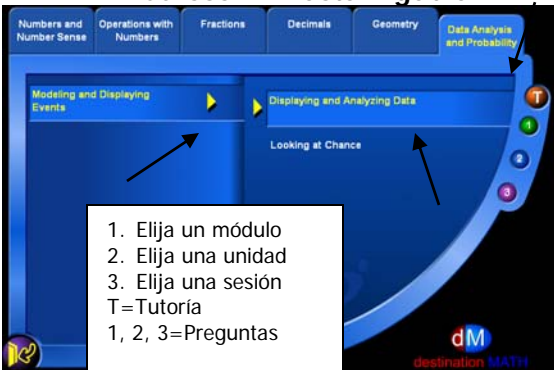 Numbers and Number Sense
Operations with Numbers
Fractions
Decimals
Geometry
Data Analysis and Probability
Modeling and Displaying Events
Displaying and Analyzing Data
Looking at Chance
T
1
2
3
1. Elija un módulo
2. Elija una unidad
3. Elija una sesión
T=Tutoría
1, 2, 3=Preguntas
dM
destination MATH